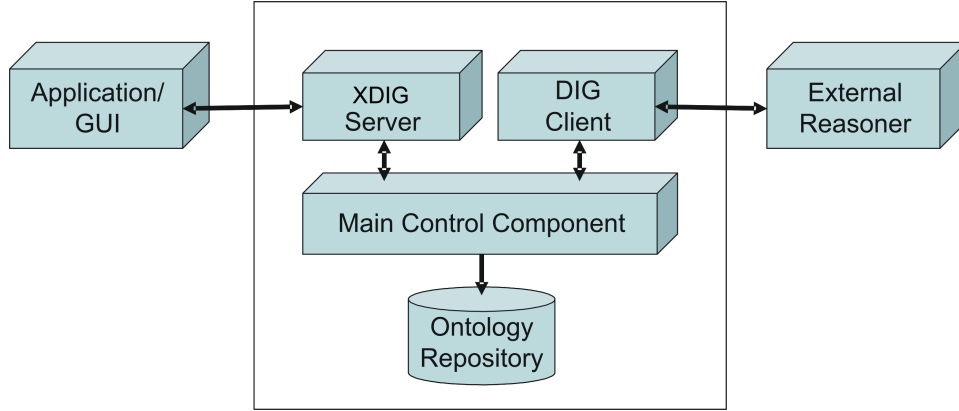 Application/
GUI
XDIG
Server
DIG
Client
External
Reasoner
Main Control Component
Ontology
Repository